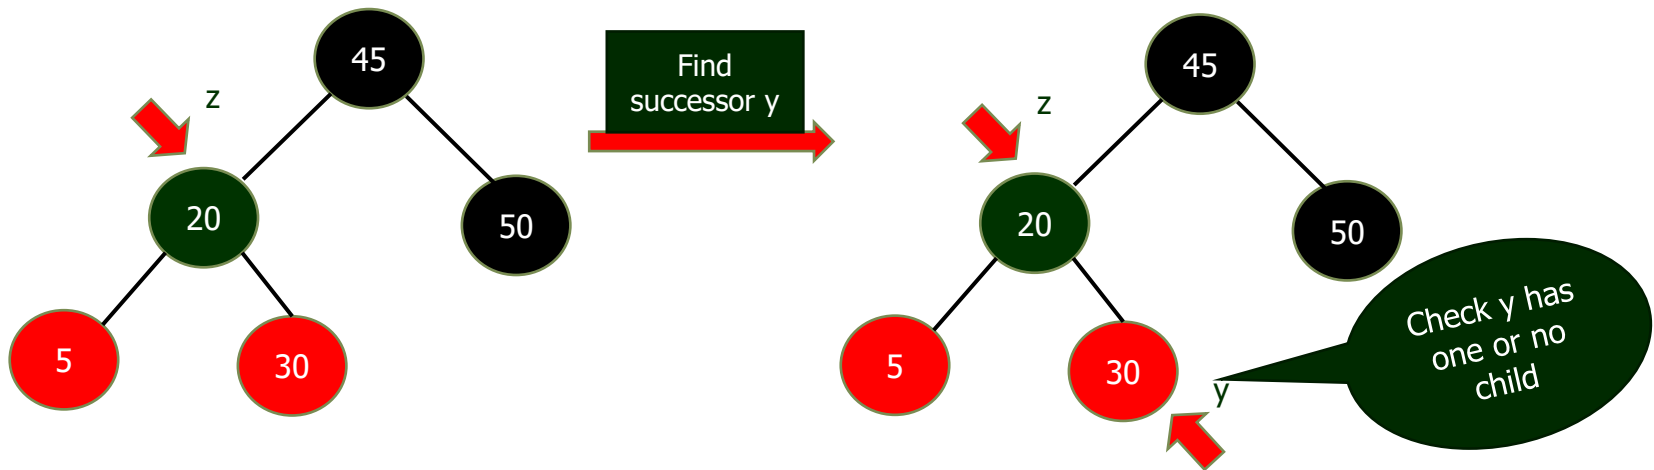 45
z
20
50
5
30
Find
successor y
45
z
20
50
5
30
y
Check y has
one or no
child